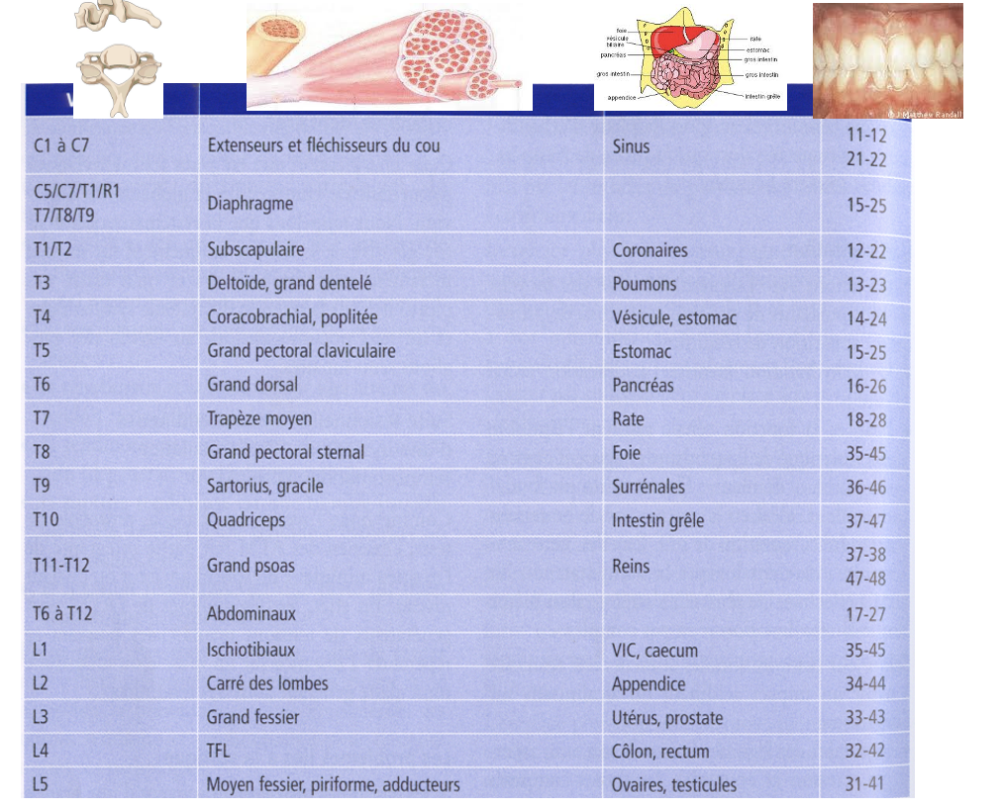 foie
vésicule
biliaire
pancréas
gros intestin
appendice
rate
estomac
gros intestin
gros intestin
intestin grêle
© J Matthew Randall
V
C1 à C7 Extenseurs et fléchisseurs du cou Sinus 11-12
21-22
C5/C7/T1/R1
T7/T8/T9 Diaphragme 15-25
T1/T2 Subscapulaire Coronaires 12-22
T3 Deltoïde, grand dentelé Poumons 13-23
T4 Coracobrachial, poplitée Vésicule, estomac 14-24
T5 Grand pectoral claviculaire Estomac 15-25
T6 Grand dorsal Pancréas 16-26
T7 Trapèze moyen Rate 18-28
T8 Grand pectoral sternal Foie 35-45
T9 Sartorius, gracile Surrénales 36-46
T10 Quadriceps Intestin grêle 37-47
T11-T12 Grand psoas Reins 37-38
47-48
T6 à T12 Abdominaux 17-27
L1 Ischiotibiaux VIC, caecum 35-45
L2 Carré des lombes Appendice 34-44
L3 Grand fessier Utérus, prostate 33-43
L4 TFL Côlon, rectum 32-42
L5 Moyen fessier, piriforme, adducteurs Ovaires, testicules 31-41